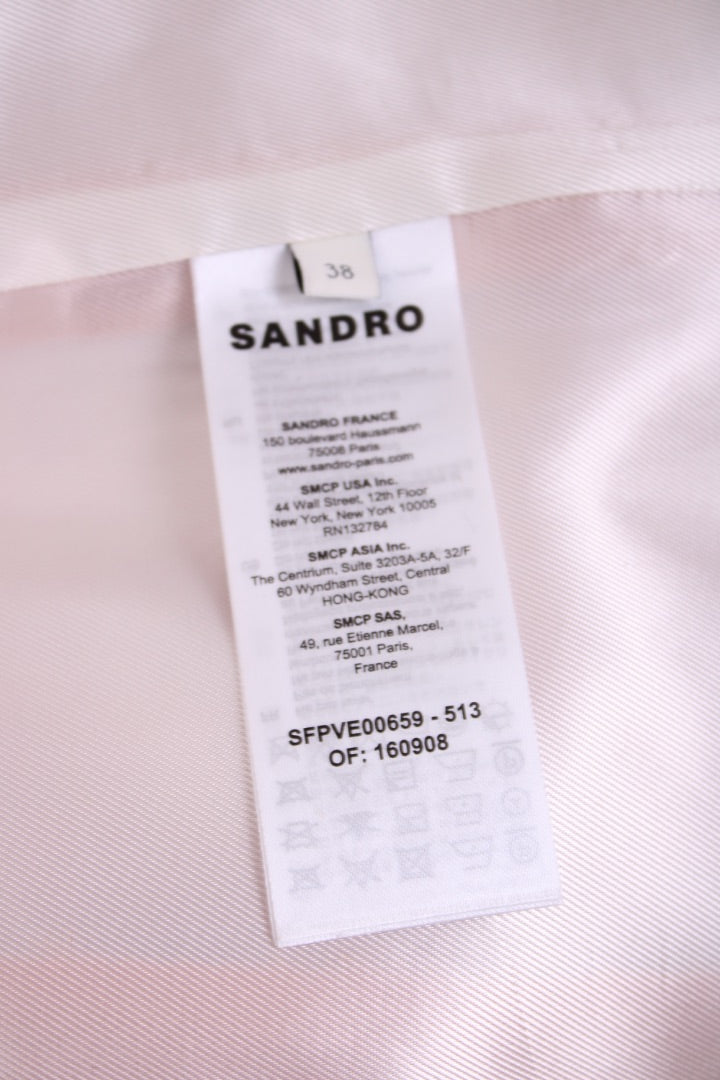 38
SANDRO
SANDRO FRANCE
150 boulevard Haussmann
75008 Paris
www.sandro-paris.com
SMCP USA Inc.
44 Wall Street, 12th Floor
New York, New York 10005
RN132784
SMCP ASIA Inc.
The Centrium, Suite 3203A-5A, 32/F
60 Wyndham Street, Central
HONG-KONG
SMCP SAS,
49, rue Etienne Marcel,
75001 Paris,
France
SFPVE00659 - 513
OF: 160908